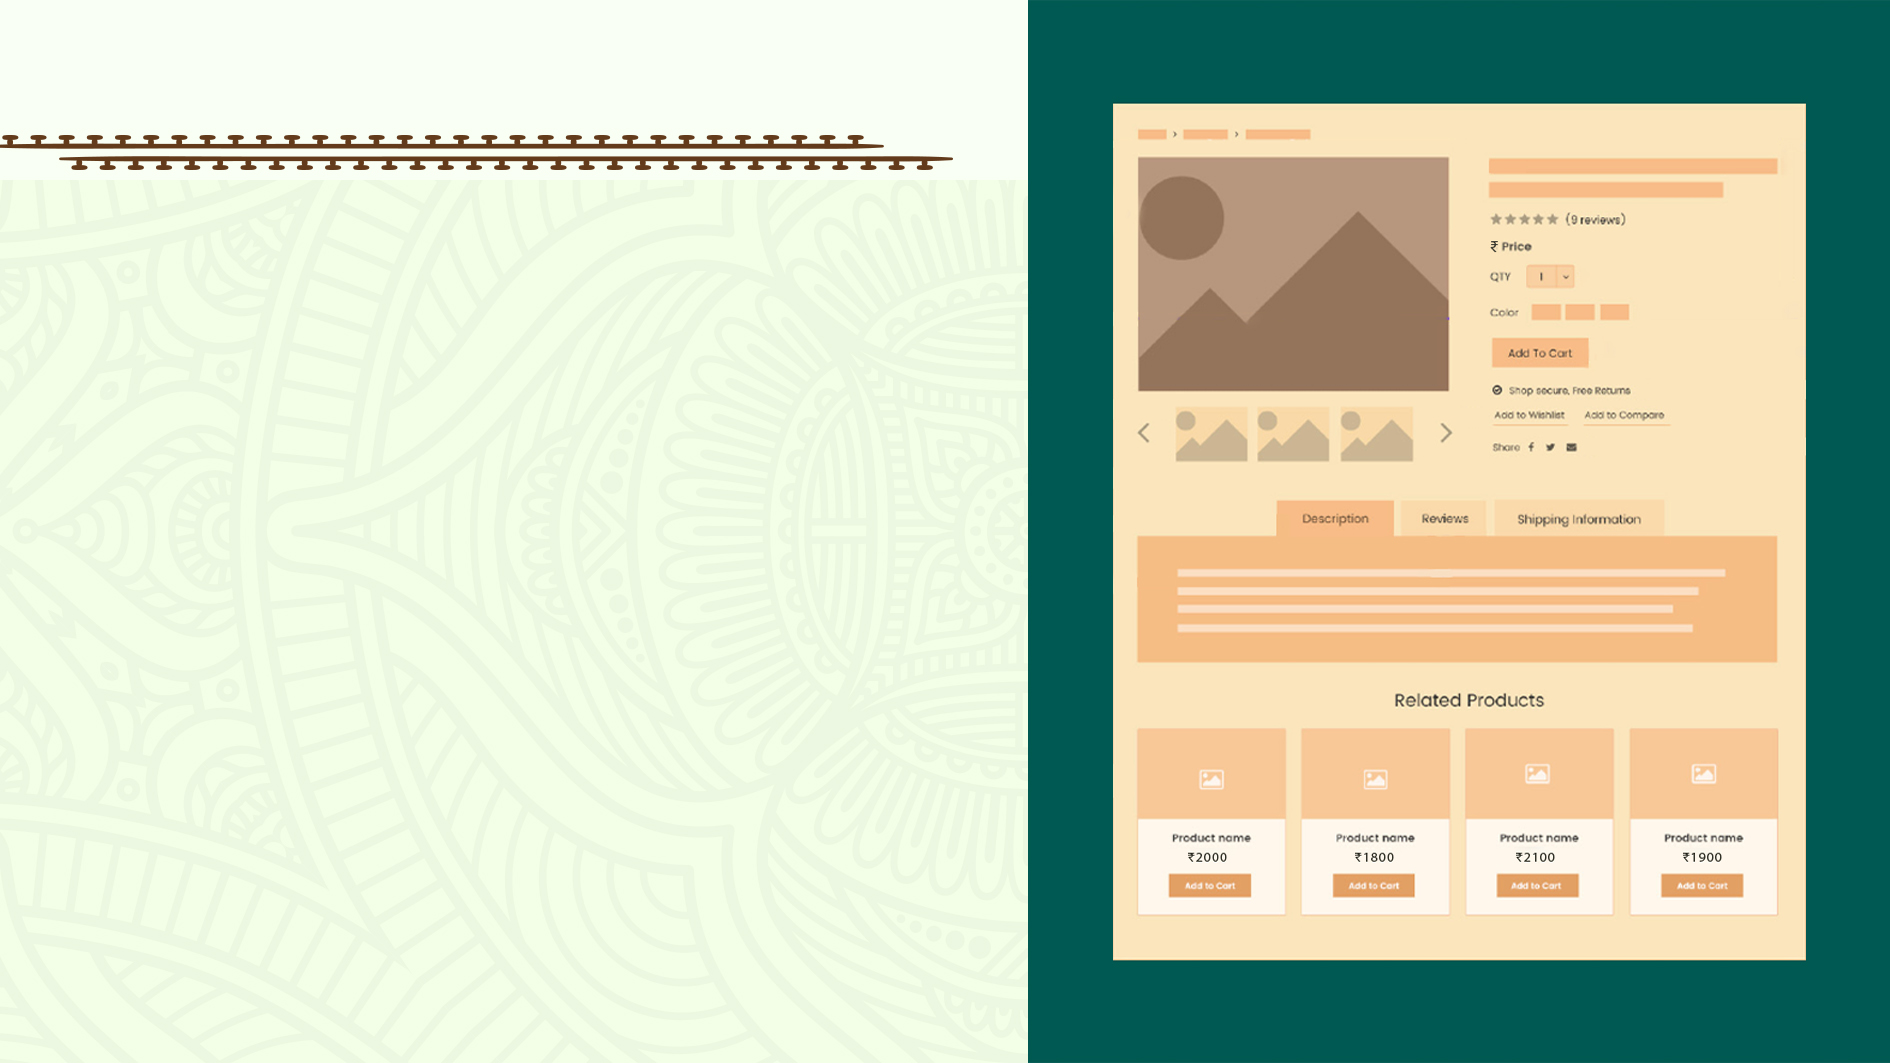 (9 reviews)
₹ Price
QTY 1
Color
Add To Cart
Shop secure, Free Returns
Add to Wishlist Add to Compare
Share
Description Reviews Shipping Information
Related Products
Product name Product name Product name Product name
₹2000 ₹1800 ₹2100 ₹1900
Add to Cart Add to Cart Add to Cart Add to Cart